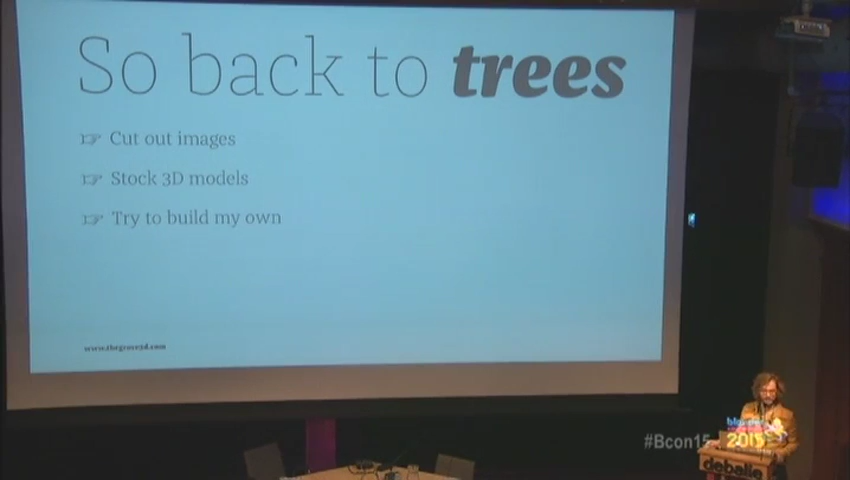 So back to trees
☞ Cut out images
☞ Stock 3D models
☞ Try to build my own
www.thegrove3d.com
#Bcon15
blender
2015
debalie